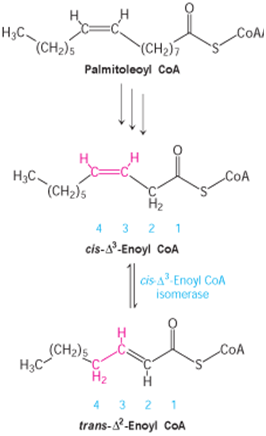 H H O
H₃C C=C CoA
(CH₂)₅ (CH₂)₇ C S
Palmitoleoyl CoA
H H O
H₃C C=C C CoA
(CH₂)₅ C S
H₂
4 3 2 1
cis-Δ³-Enoyl CoA
cis-Δ³-Enoyl CoA
isomerase
H O
(CH₂)₅ C C CoA
H₃C C C S
H₂ H
4 3 2 1
trans-Δ²-Enoyl CoA